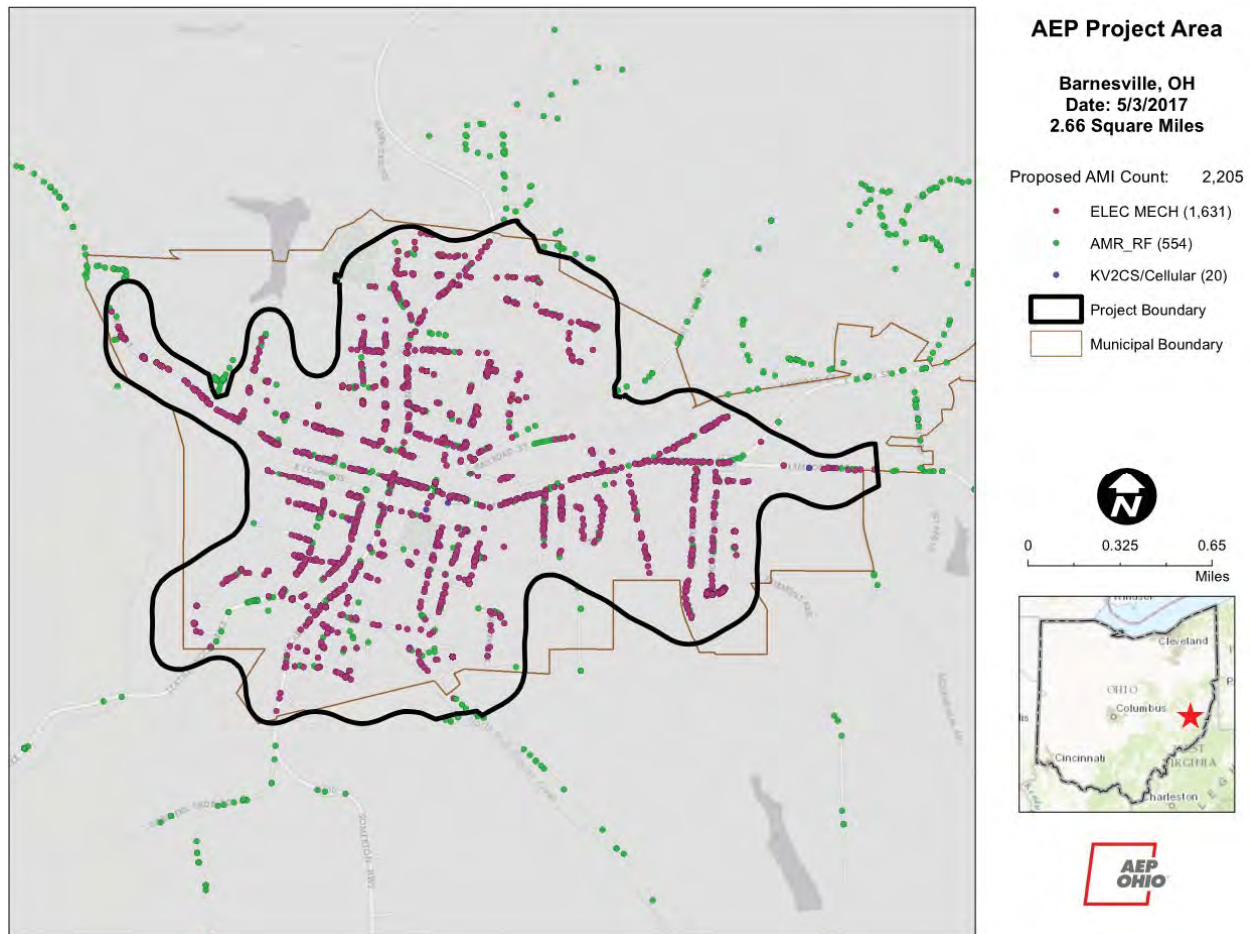 AEP Project Area
Barnesville, OH
Date: 5/3/2017
2.66 Square Miles
Proposed AMI Count: 2,205
ELEC MECH (1,631)
AMR_RF (554)
KV2CS/Cellular (20)
Project Boundary
Municipal Boundary
N
0 0.325 0.65
Miles
Cleveland
OHIO
Columbus
Cincinnati
Charleston
AEP
OHIO
RAILROAD ST